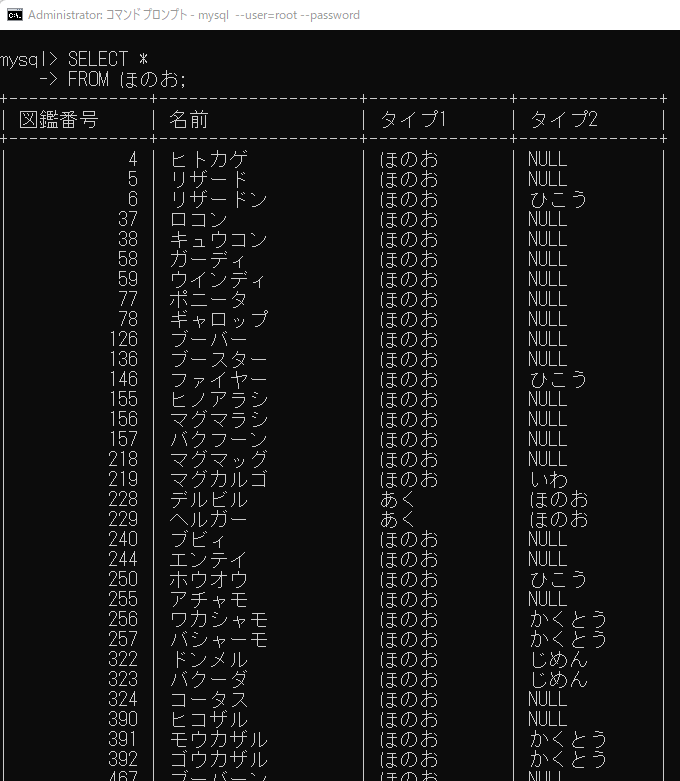 Administrator: コマンドプロンプト - mysql --user=root --password
mysql> SELECT *
-> FROM ほのお;
+---------------+---------------------+---------------+---------------+
| 図鑑番号 | 名前 | タイプ1 | タイプ2 |
+---------------+---------------------+---------------+---------------+
| 4 | ヒトカゲ | ほのお | NULL |
| 5 | リザード | ほのお | NULL |
| 6 | リザードン | ほのお | ひこう |
| 37 | ロコン | ほのお | NULL |
| 38 | キュウコン | ほのお | NULL |
| 58 | ガーディ | ほのお | NULL |
| 59 | ウインディ | ほのお | NULL |
| 77 | ポニータ | ほのお | NULL |
| 78 | ギャロップ | ほのお | NULL |
| 126 | ブーバー | ほのお | NULL |
| 136 | ブースター | ほのお | NULL |
| 146 | ファイヤー | ほのお | ひこう |
| 155 | ヒノアラシ | ほのお | NULL |
| 156 | マグマラシ | ほのお | NULL |
| 157 | バクフーン | ほのお | NULL |
| 218 | マグマッグ | ほのお | NULL |
| 219 | マグカルゴ | ほのお | いわ |
| 228 | デルビル | あく | ほのお |
| 229 | ヘルガー | あく | ほのお |
| 240 | ブビィ | ほのお | NULL |
| 244 | エンテイ | ほのお | NULL |
| 250 | ホウオウ | ほのお | ひこう |
| 255 | アチャモ | ほのお | NULL |
| 256 | ワカシャモ | ほのお | かくとう |
| 257 | バシャーモ | ほのお | かくとう |
| 322 | ドンメル | ほのお | じめん |
| 323 | バクーダ | ほのお | じめん |
| 324 | コータス | ほのお | NULL |
| 390 | ヒコザル | ほのお | NULL |
| 391 | モウカザル | ほのお | かくとう |
| 392 | ゴウカザル | ほのお | かくとう |
| 467 | ブーバーン | ほのお | NULL |